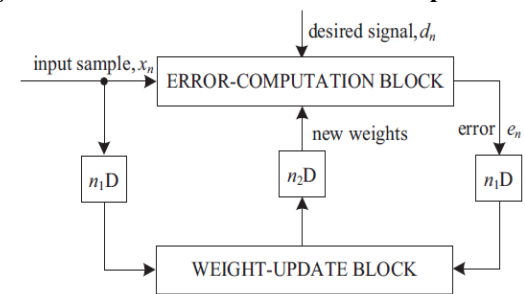 desired signal, dn
input sample, xn
ERROR-COMPUTATION BLOCK
new weights
error en
n1D
n2D
n1D
WEIGHT-UPDATE BLOCK